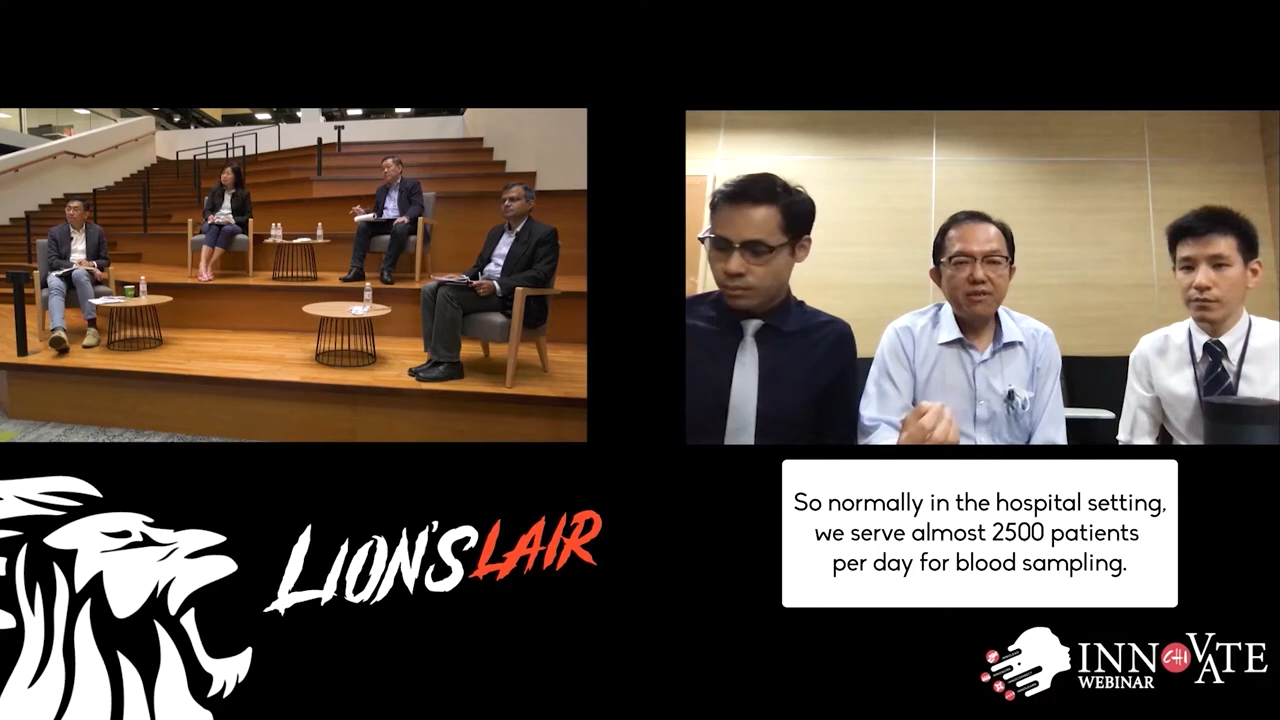 LION'S LAIR
So normally in the hospital setting,
we serve almost 2500 patients
per day for blood sampling.
INNOVATE
CHI
WEBINAR